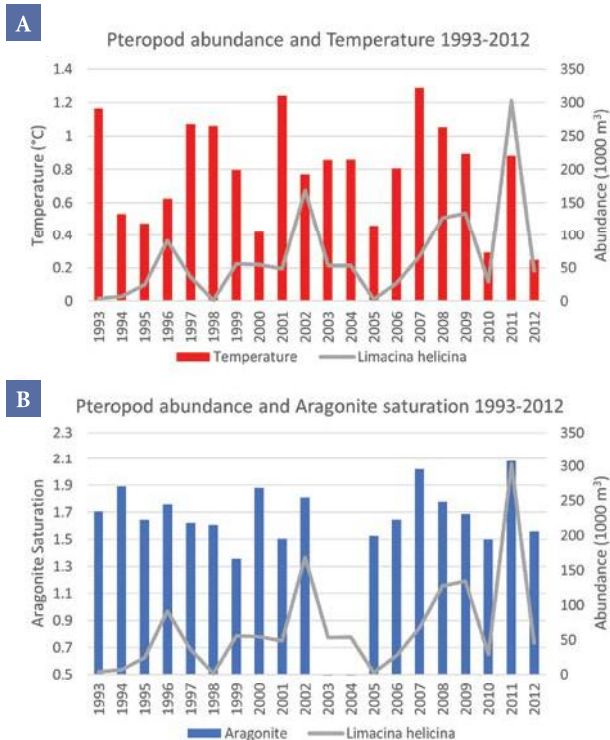 A
Pteropod abundance and Temperature 1993-2012
Temperature (°C)
1.4
1.2
1
0.8
0.6
0.4
0.2
0
350
300
250
200
150
100
50
0
Abundance (1000 m³)
1993 1994 1995 1996 1997 1998 1999 2000 2001 2002 2003 2004 2005 2006 2007 2008 2009 2010 2011 2012
Temperature Limacina helicina
B
Pteropod abundance and Aragonite saturation 1993-2012
Aragonite Saturation
2.3
2.1
1.9
1.7
1.5
1.3
1.1
0.9
0.7
0.5
350
300
250
200
150
100
50
0
Abundance (1000 m³)
1993 1994 1995 1996 1997 1998 1999 2000 2001 2002 2003 2004 2005 2006 2007 2008 2009 2010 2011 2012
Aragonite Limacina helicina